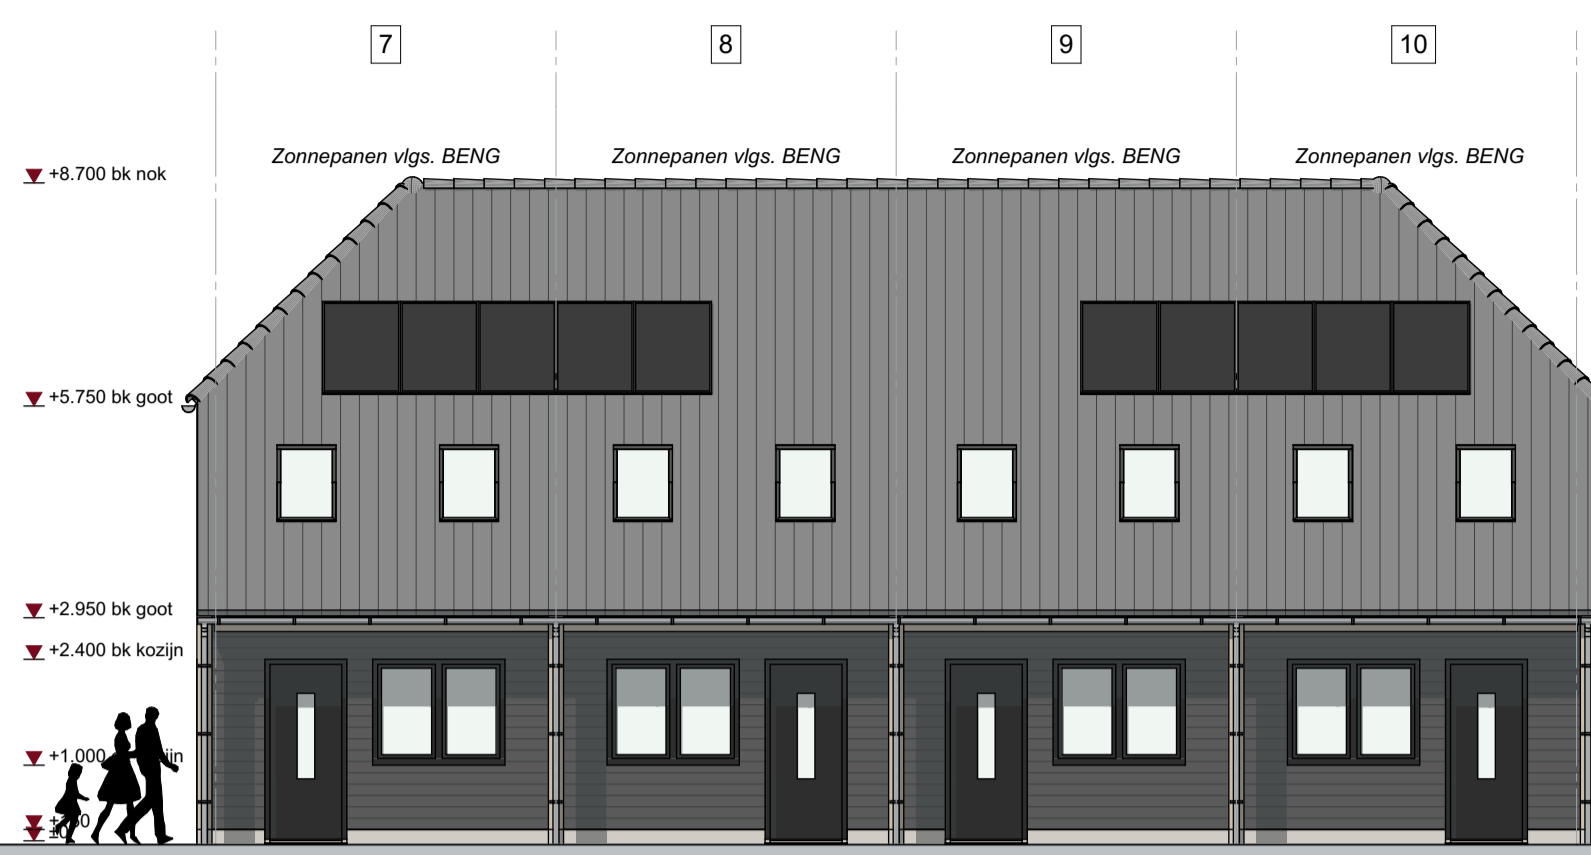 7
8
9
10
Zonnepanen vlgs. BENG
Zonnepanen vlgs. BENG
Zonnepanen vlgs. BENG
Zonnepanen vlgs. BENG
+8.700 bk nok
+5.750 bk goot
+2.950 bk goot
+2.400 bk kozijn
+1.000